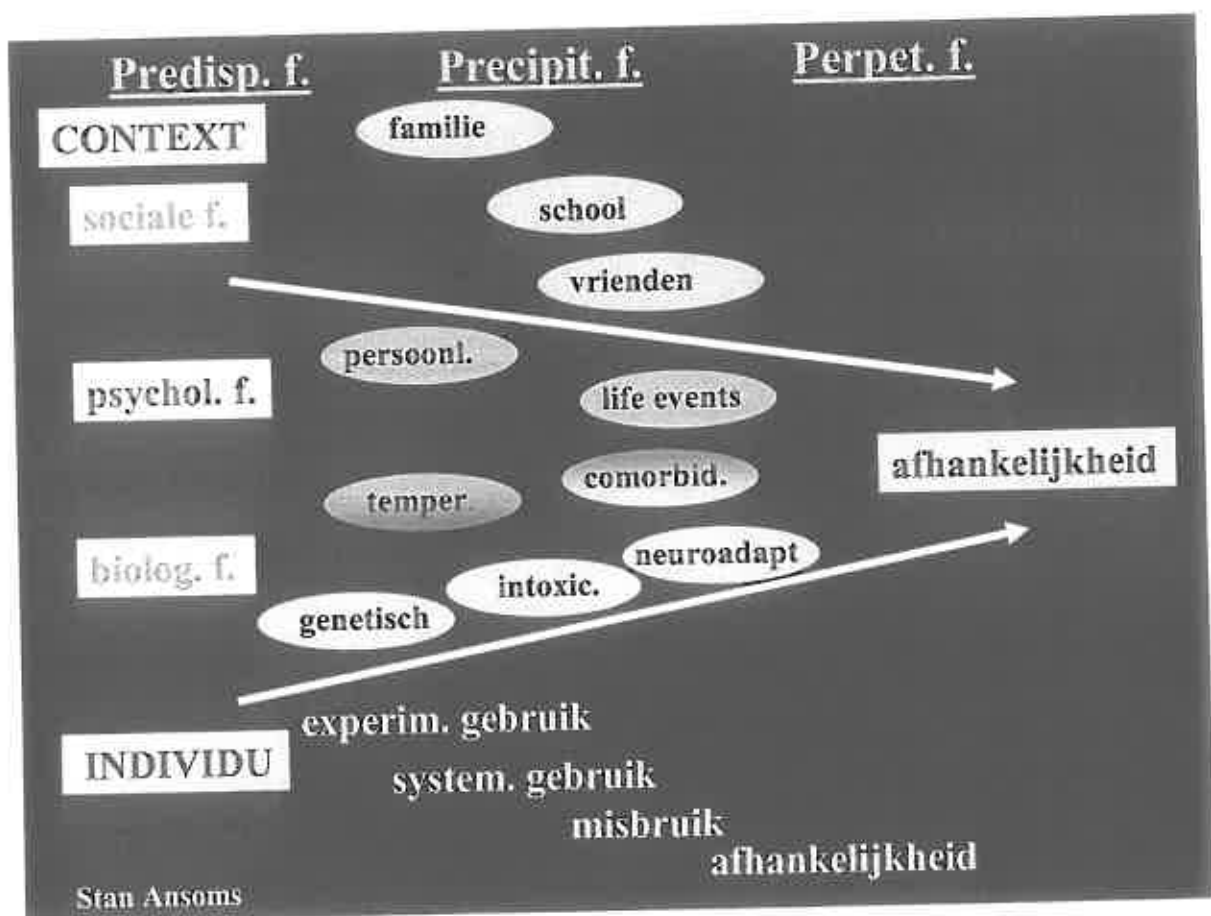 Predisp. f. Precipit. f. Perpet. f.
CONTEXT
familie
sociale f.
school
vrienden
persoonl.
psychol. f.
life events
afhankelijkheid
comorbid.
temper.
neuroadapt
biolog. f.
intoxic.
genetisch
experim. gebruik
INDIVIDU
system. gebruik
misbruik
afhankelijkheid
Stan Ansoms